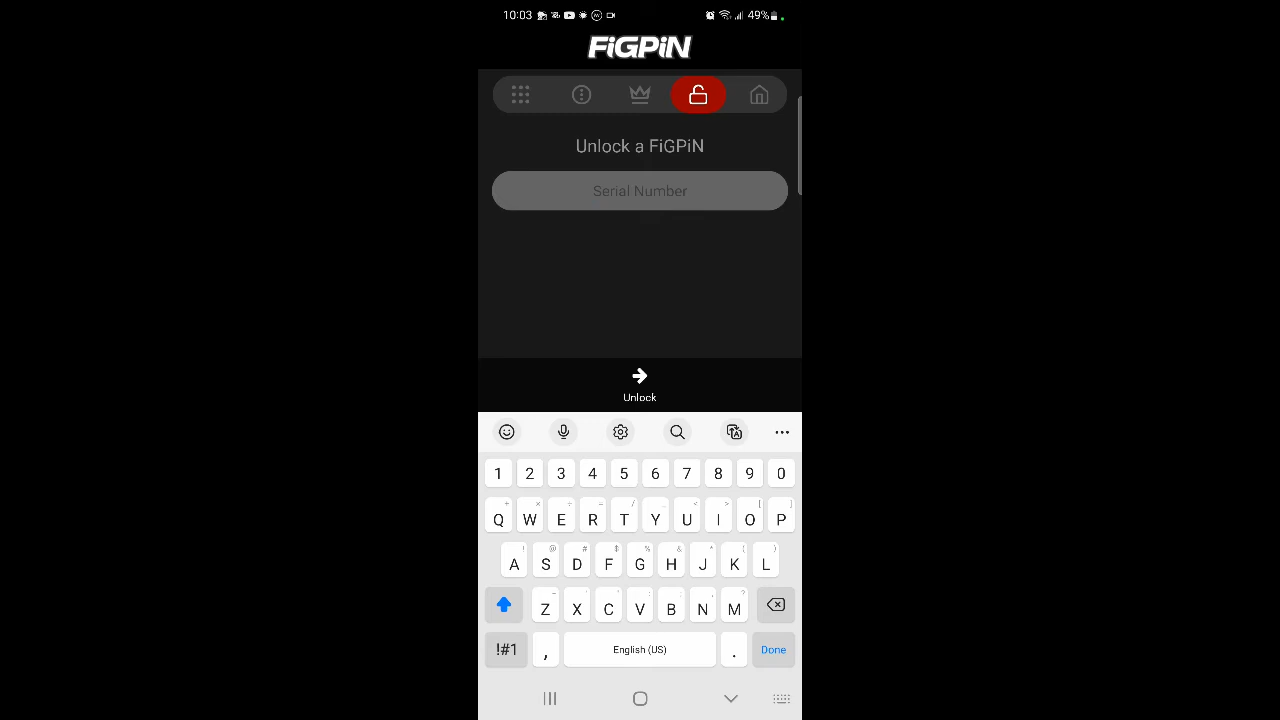 10:03 49%
FiGPiN
Unlock a FiGPiN
Serial Number
Unlock
1 2 3 4 5 6 7 8 9 0
Q W E R T Y U I O P
A S D F G H J K L
Z X C V B N M
!#1 , English (US) . Done